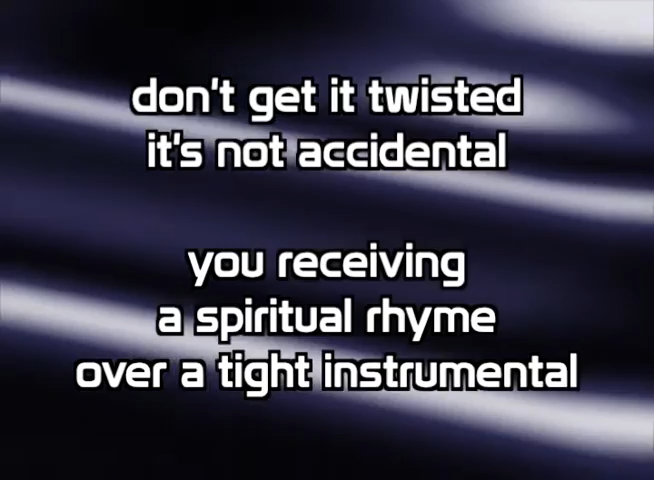 don't get it twisted
it's not accidental
you receiving
a spiritual rhyme
over a tight instrumental